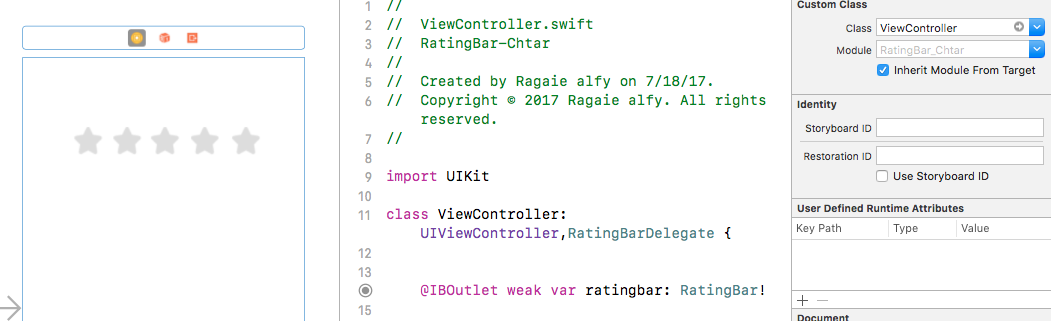 1 //
2 // ViewController.swift
3 // RatingBar-Chtar
4 //
5 // Created by Ragaie alfy on 7/18/17.
6 // Copyright © 2017 Ragaie alfy. All rights
reserved.
7 //
8
9 import UIKit
10
11 class ViewController:
UIViewController,RatingBarDelegate {
12
13
@IBOutlet weak var ratingbar: RatingBar!
15
Custom Class
Class ViewController
Module RatingBar_Chtar
Inherit Module From Target
Identity
Storyboard ID
Restoration ID
Use Storyboard ID
User Defined Runtime Attributes
Key Path Type Value
Document